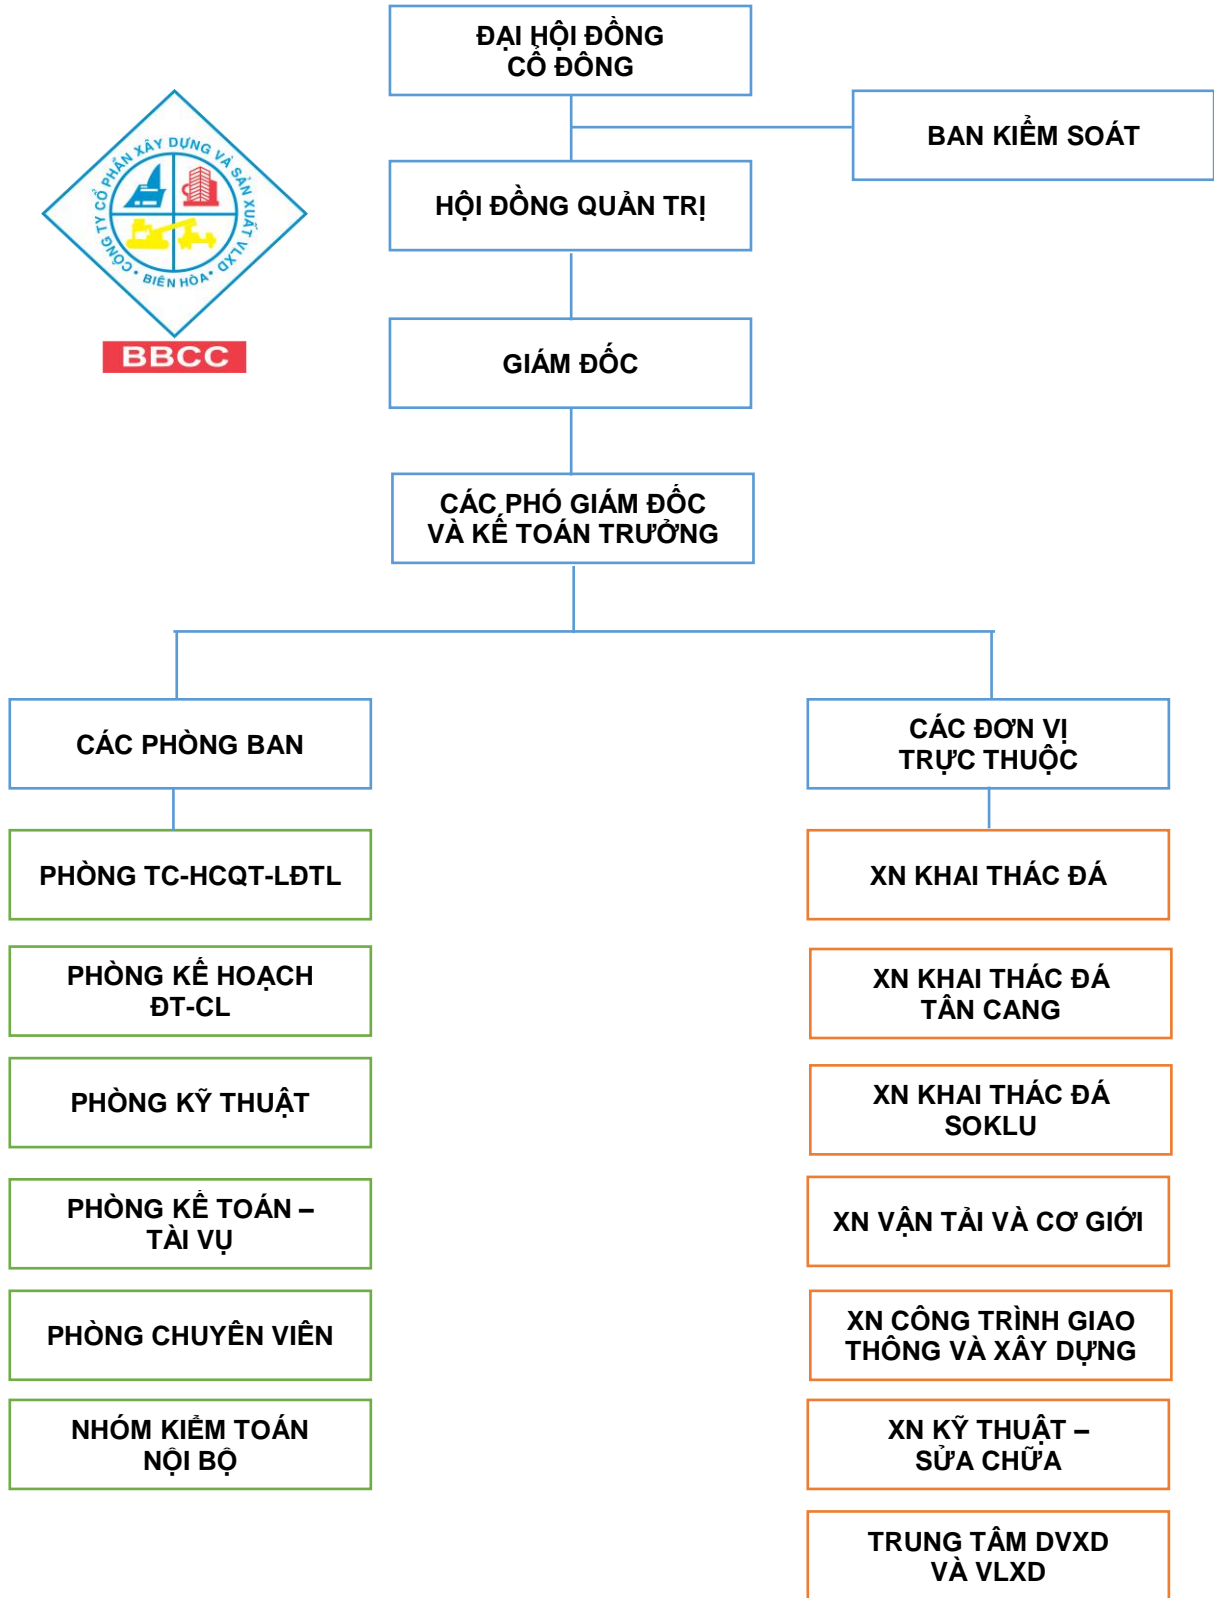 ĐẠI HỘI ĐỒNG
CỔ ĐÔNG
BAN KIỂM SOÁT
CÔNG TY CỔ PHẦN XÂY DỰNG VÀ SẢN XUẤT VLXD
• BIÊN HÒA •
BBCC
HỘI ĐỒNG QUẢN TRỊ
GIÁM ĐỐC
CÁC PHÓ GIÁM ĐỐC
VÀ KẾ TOÁN TRƯỞNG
CÁC PHÒNG BAN
PHÒNG TC-HCQT-LĐTL
PHÒNG KẾ HOẠCH
ĐT-CL
PHÒNG KỸ THUẬT
PHÒNG KẾ TOÁN –
TÀI VỤ
PHÒNG CHUYÊN VIÊN
NHÓM KIỂM TOÁN
NỘI BỘ
CÁC ĐƠN VỊ
TRỰC THUỘC
XN KHAI THÁC ĐÁ
XN KHAI THÁC ĐÁ
TÂN CANG
XN KHAI THÁC ĐÁ
SOKLU
XN VẬN TẢI VÀ CƠ GIỚI
XN CÔNG TRÌNH GIAO
THÔNG VÀ XÂY DỰNG
XN KỸ THUẬT –
SỬA CHỮA
TRUNG TÂM DVXD
VÀ VLXD